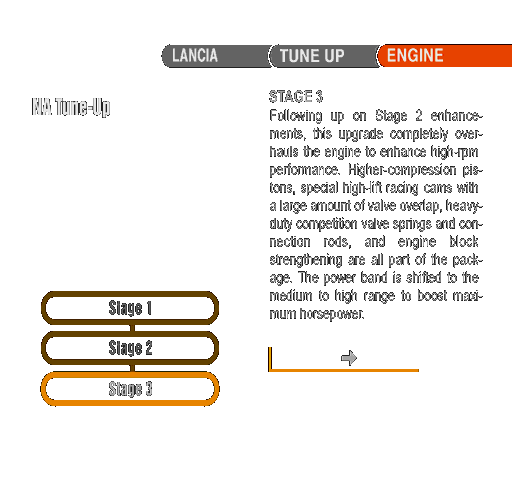 LANCIA TUNE UP ENGINE
NA Tune-Up
STAGE 3
Following up on Stage 2 enhance-
ments, this upgrade completely over-
hauls the engine to enhance high-rpm
performance. Higher-compression pis-
tons, special high-lift racing cams with
a large amount of valve overlap, heavy-
duty competition valve springs and con-
nection rods, and engine block
strengthening are all part of the pack-
age. The power band is shifted to the
medium to high range to boost maxi-
mum horsepower.
Stage 1
Stage 2
Stage 3